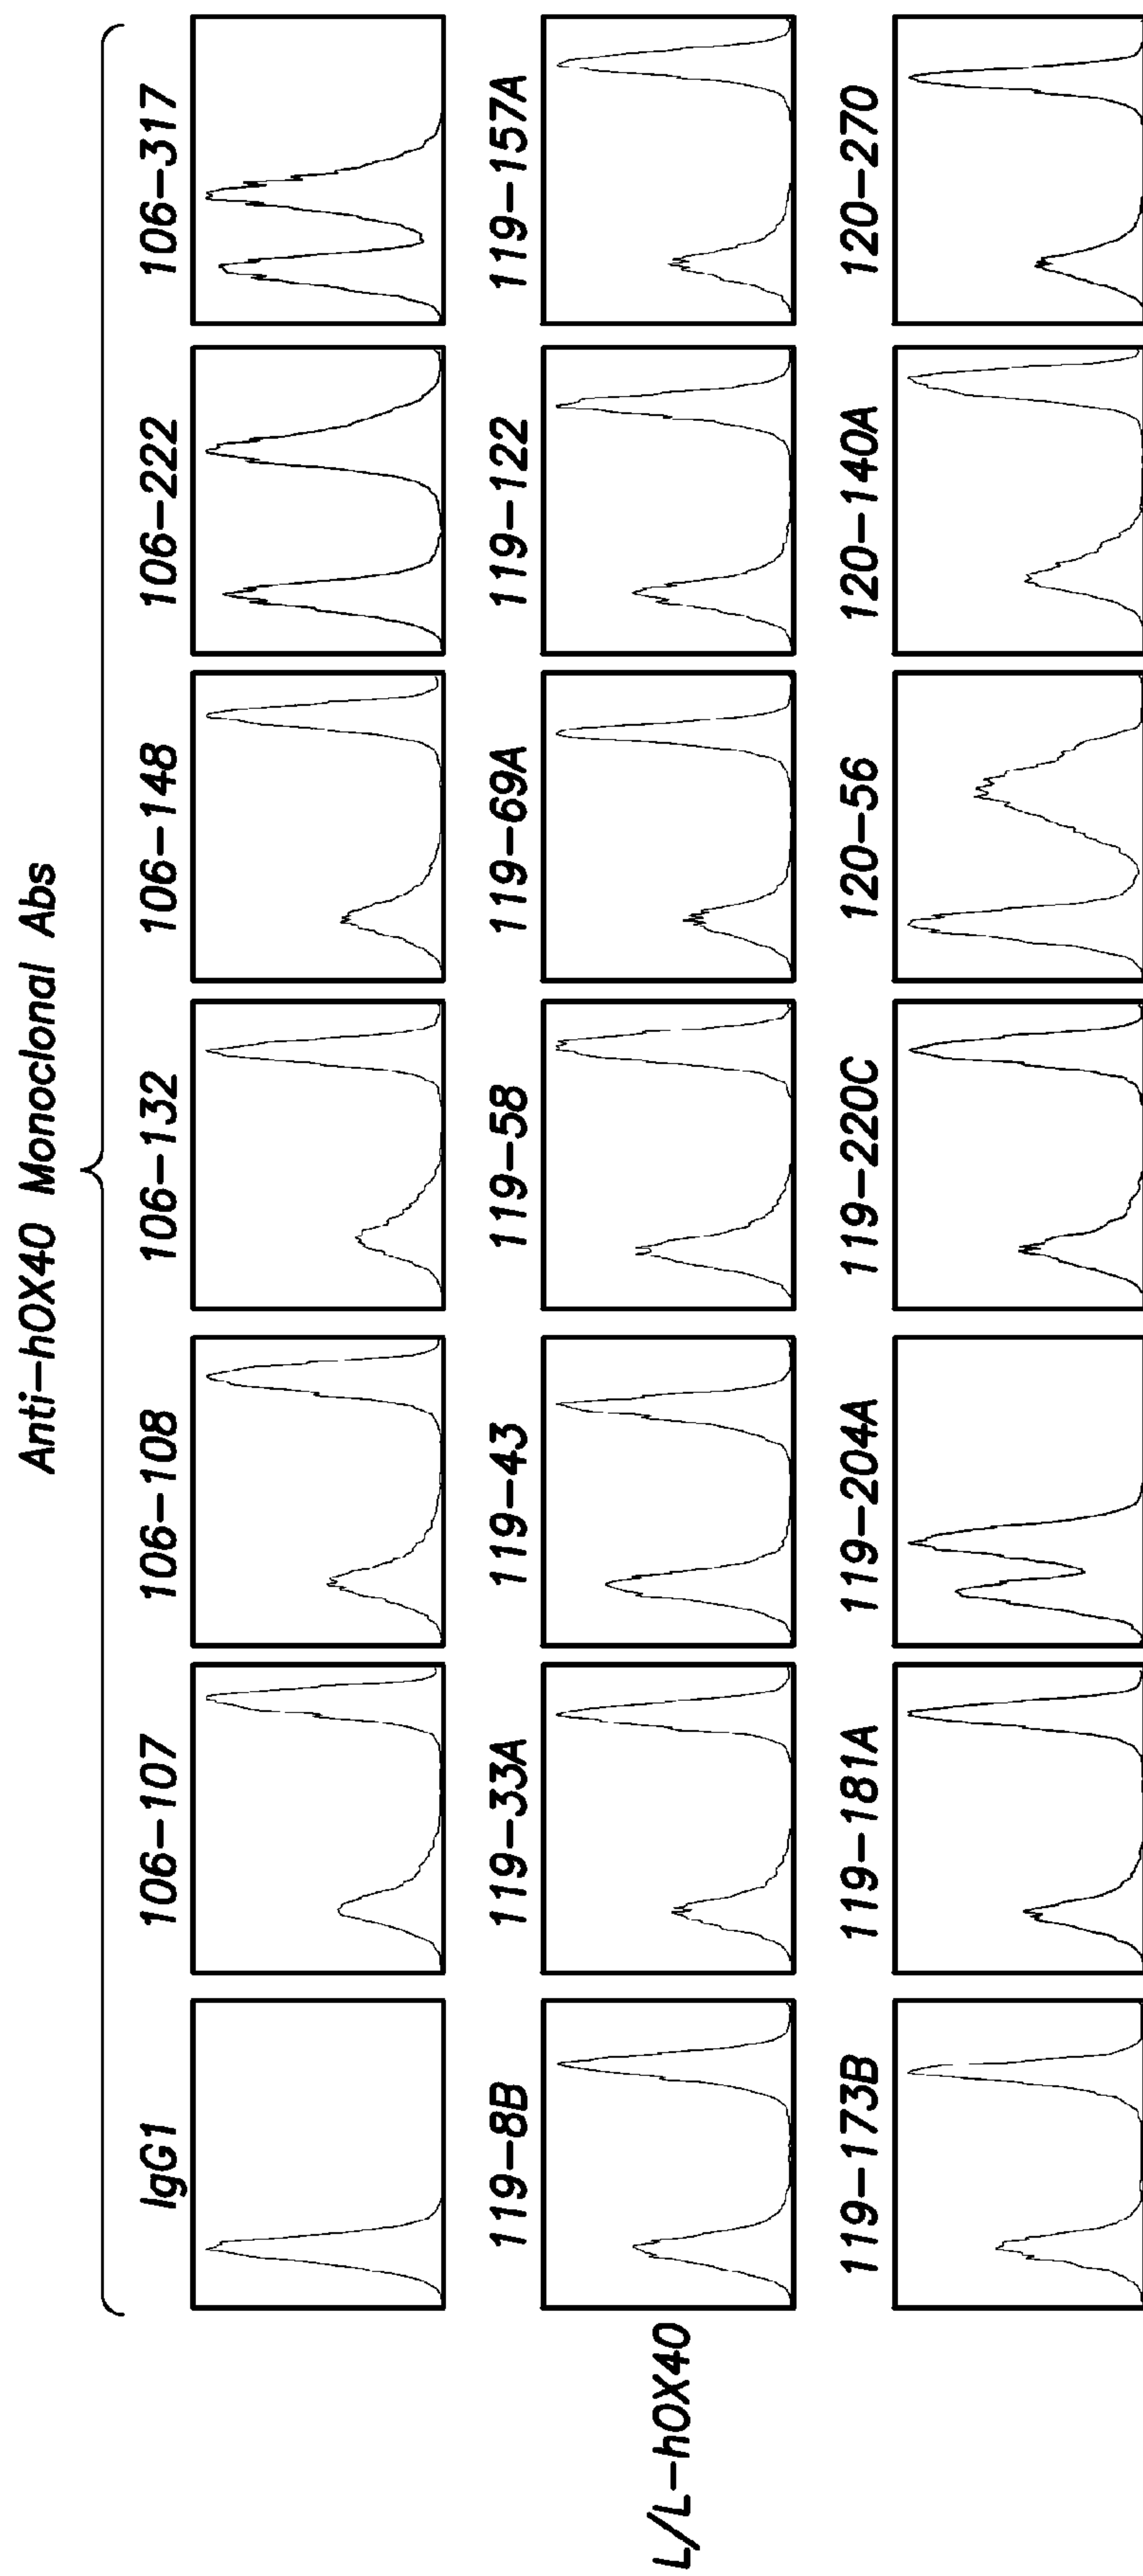 Anti-hOX40 Monoclonal Abs
IgG1 106-107 106-108 106-132 106-148 106-222 106-317
119-8B 119-33A 119-43 119-58 119-69A 119-122 119-157A
L/L-hOX40
119-173B 119-181A 119-204A 119-220C 120-56 120-140A 120-270